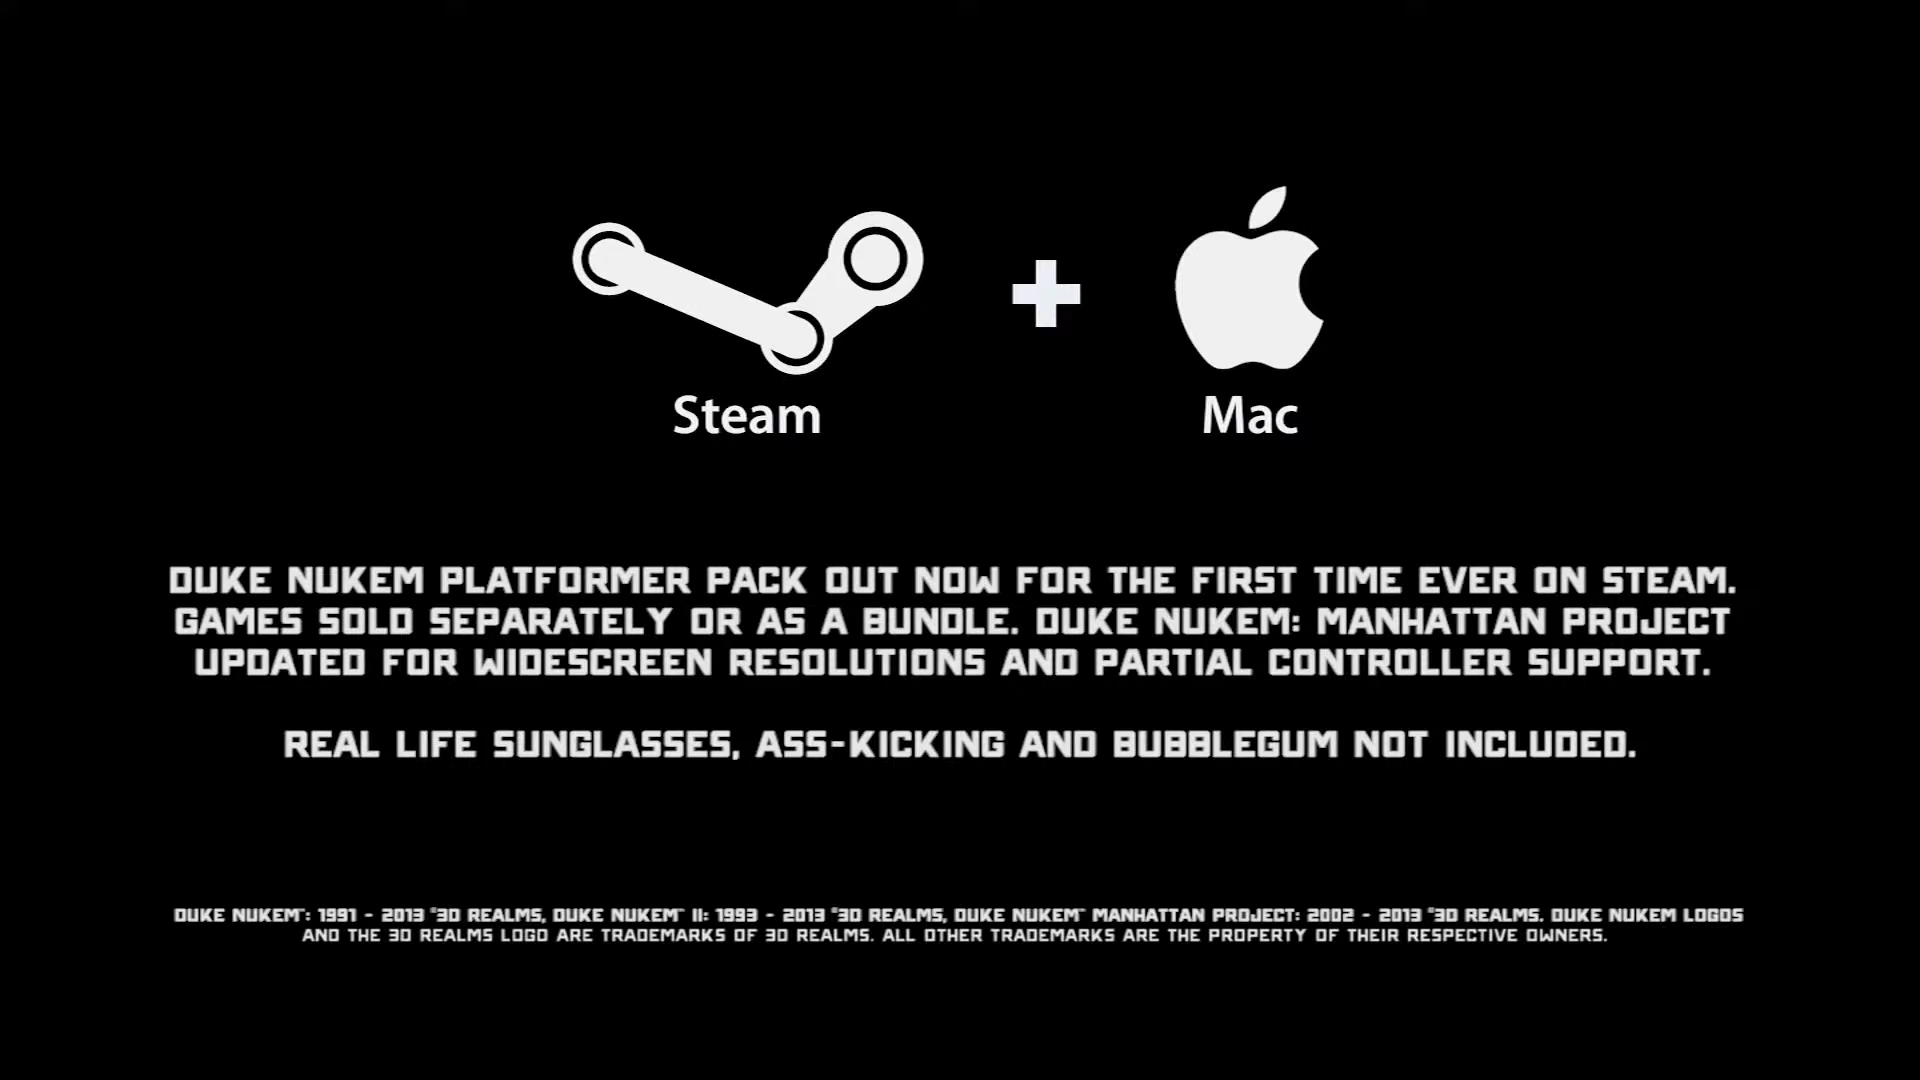 Steam
+
Mac
DUKE NUKEM PLATFORMER PACK OUT NOW FOR THE FIRST TIME EVER ON STEAM.
GAMES SOLD SEPARATELY OR AS A BUNDLE. DUKE NUKEM: MANHATTAN PROJECT
UPDATED FOR WIDESCREEN RESOLUTIONS AND PARTIAL CONTROLLER SUPPORT.
REAL LIFE SUNGLASSES, ASS-KICKING AND BUBBLEGUM NOT INCLUDED.
DUKE NUKEM™: 1991 - 2013 ©3D REALMS, DUKE NUKEM™ II: 1993 - 2013 ©3D REALMS, DUKE NUKEM™ MANHATTAN PROJECT: 2002 - 2013 ©3D REALMS. DUKE NUKEM LOGOS
AND THE 3D REALMS LOGO ARE TRADEMARKS OF 3D REALMS. ALL OTHER TRADEMARKS ARE THE PROPERTY OF THEIR RESPECTIVE OWNERS.